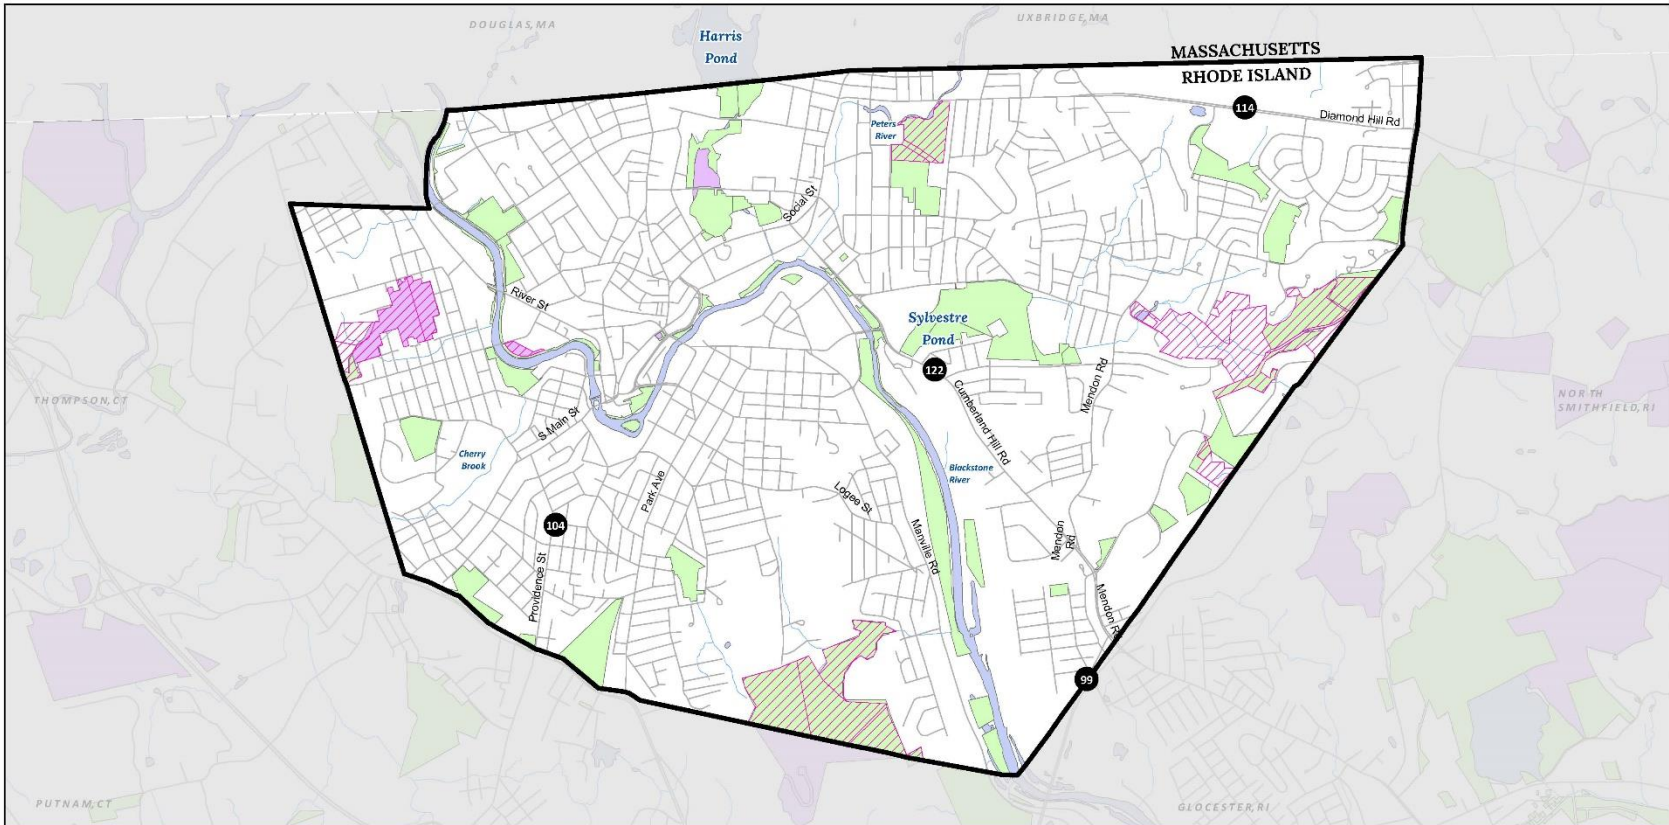 DOUGLAS, MA
UXBRIDGE, MA
Harris
Pond
MASSACHUSETTS
RHODE ISLAND
114
Diamond Hill Rd
Peters
River
Social St
River St
Sylvestre
Pond
122
Cumberland Hill Rd
Mendon Rd
THOMPSON, CT
NORTH
SMITHFIELD, RI
S Main St
Cherry
Brook
Park Ave
Blackstone
River
Logee St
104
Manville Rd
Mendon
Rd
Providence St
Mendon Rd
99
PUTNAM, CT
GLOCESTER, RI